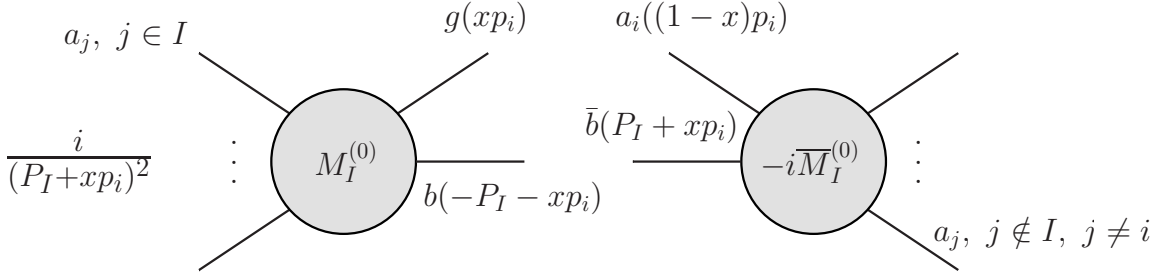 a_j, j ∈ I
g(xp_i)
a_i((1 − x)p_i)
i/(P_I+xp_i)^2
⋮
M_I^{(0)}
b(−P_I − xp_i)
b̄(P_I + xp_i)
−iM̅_I^{(0)}
⋮
a_j, j ∉ I, j ≠ i